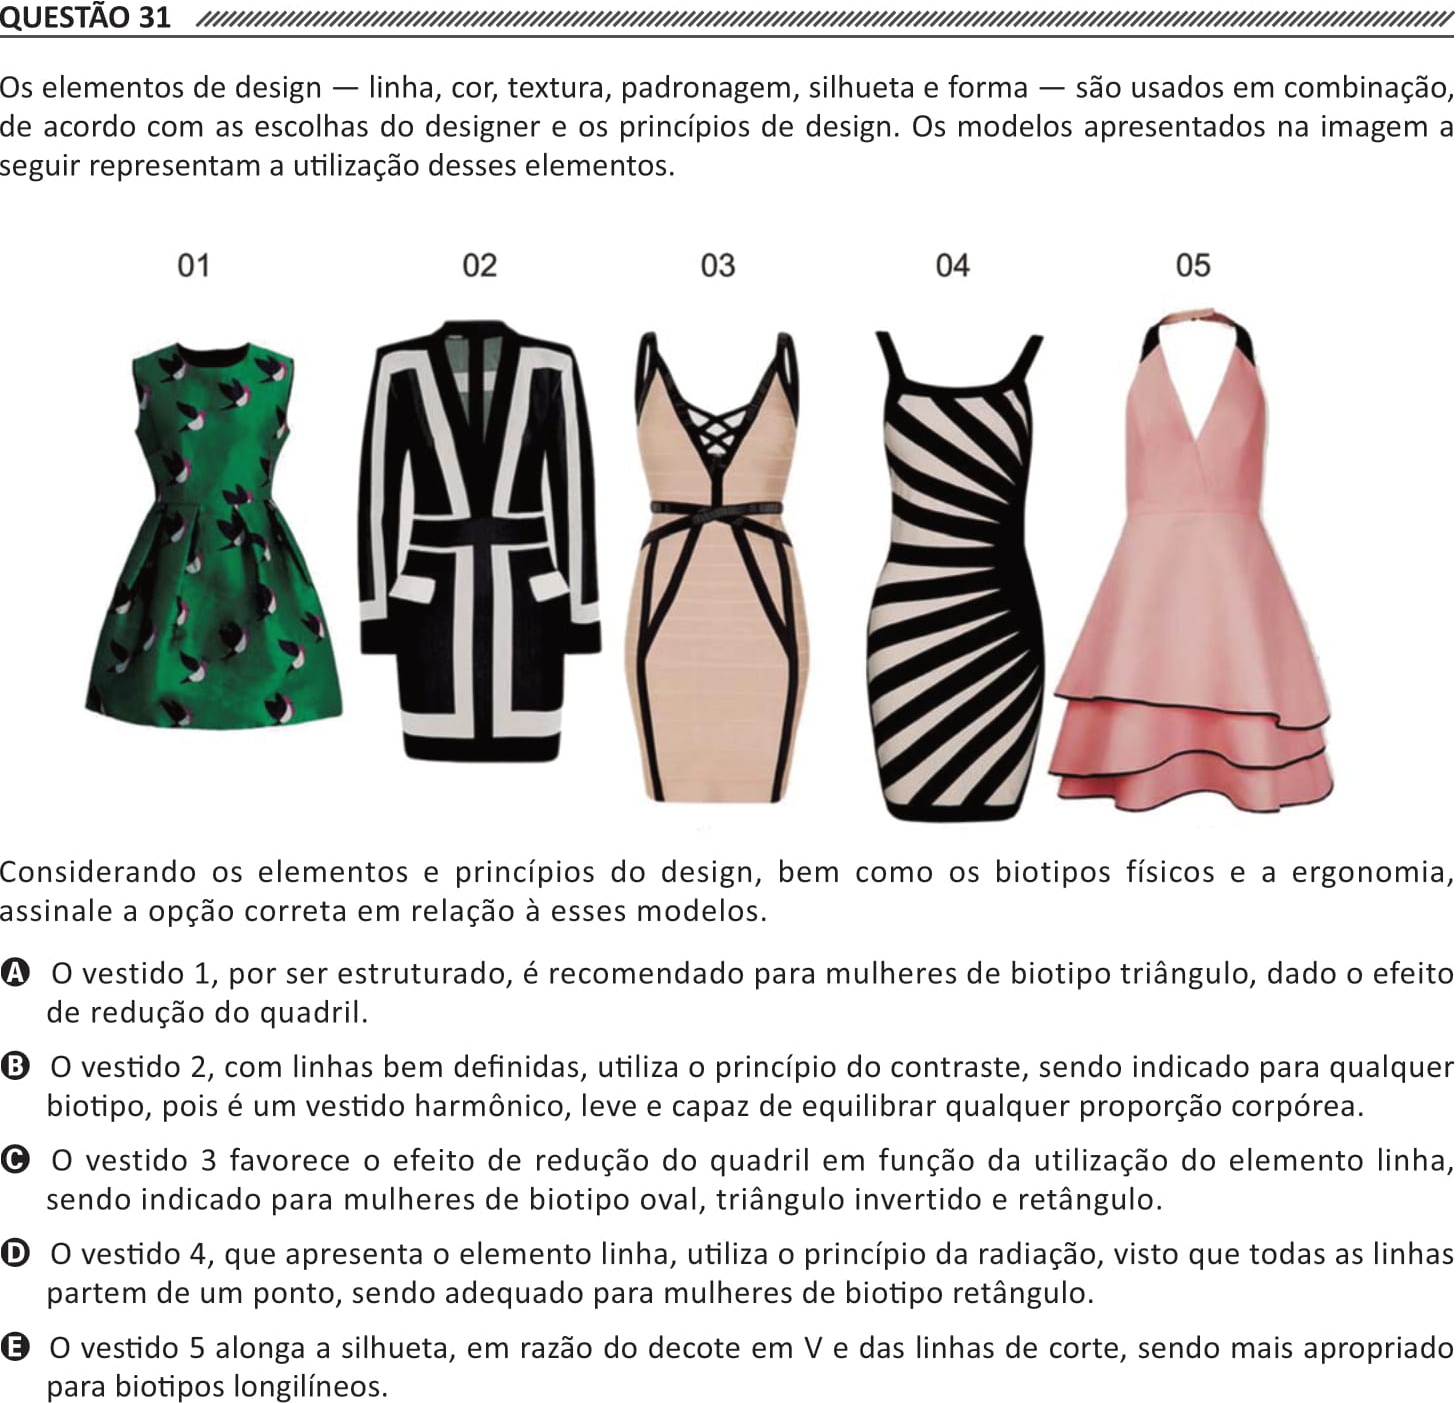 QUESTÃO 31
Os elementos de design — linha, cor, textura, padronagem, silhueta e forma — são usados em combinação,
de acordo com as escolhas do designer e os princípios de design. Os modelos apresentados na imagem a
seguir representam a utilização desses elementos.
01 02 03 04 05
Considerando os elementos e princípios do design, bem como os biotipos físicos e a ergonomia,
assinale a opção correta em relação à esses modelos.
A O vestido 1, por ser estruturado, é recomendado para mulheres de biotipo triângulo, dado o efeito
de redução do quadril.
B O vestido 2, com linhas bem definidas, utiliza o princípio do contraste, sendo indicado para qualquer
biotipo, pois é um vestido harmônico, leve e capaz de equilibrar qualquer proporção corpórea.
C O vestido 3 favorece o efeito de redução do quadril em função da utilização do elemento linha,
sendo indicado para mulheres de biotipo oval, triângulo invertido e retângulo.
D O vestido 4, que apresenta o elemento linha, utiliza o princípio da radiação, visto que todas as linhas
partem de um ponto, sendo adequado para mulheres de biotipo retângulo.
E O vestido 5 alonga a silhueta, em razão do decote em V e das linhas de corte, sendo mais apropriado
para biotipos longilíneos.